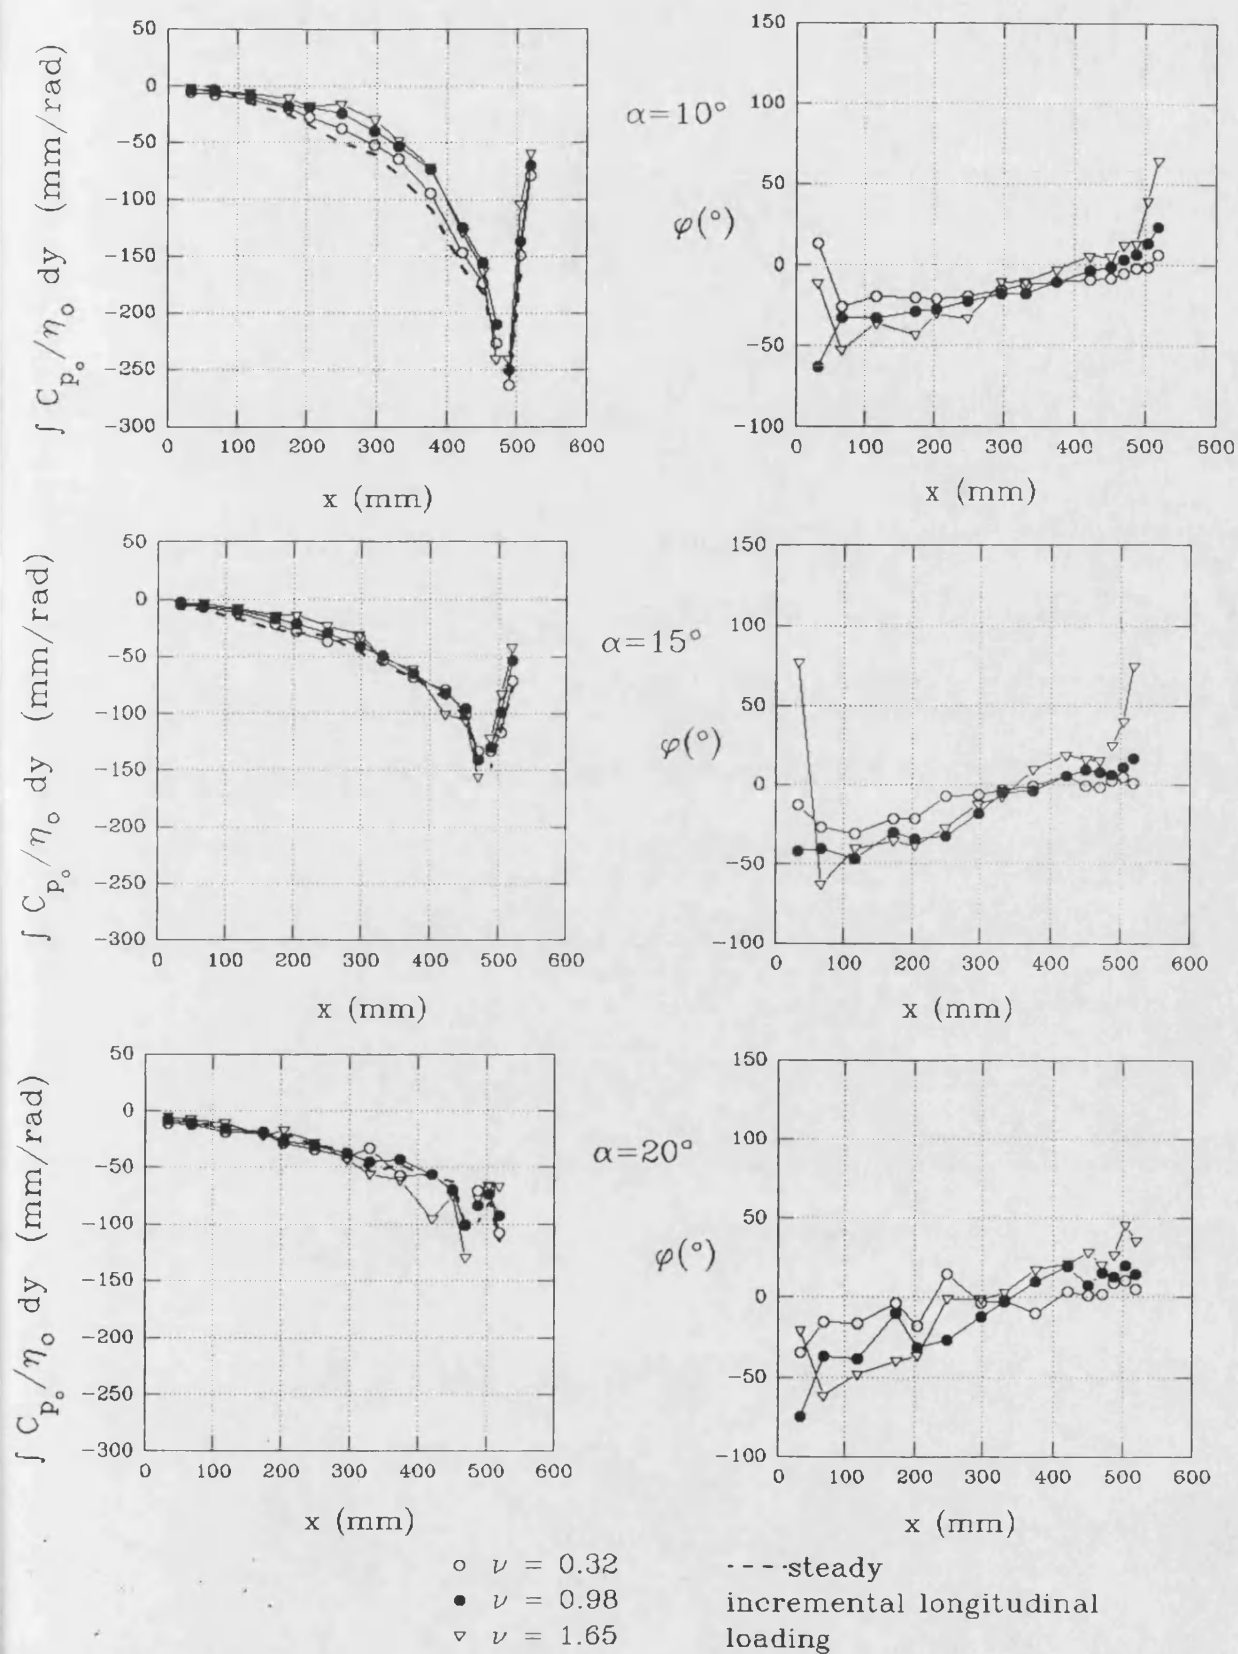 50
0
−50
−100
−150
−200
−250
−300
0 100 200 300 400 500 600
∫ C_{p_o}/η_o dy (mm/rad)
x (mm)
α=10°
150
100
50
0
−50
−100
0 100 200 300 400 500 600
φ(°)
x (mm)
50
0
−50
−100
−150
−200
−250
−300
0 100 200 300 400 500 600
∫ C_{p_o}/η_o dy (mm/rad)
x (mm)
α=15°
150
100
50
0
−50
−100
0 100 200 300 400 500 600
φ(°)
x (mm)
50
0
−50
−100
−150
−200
−250
−300
0 100 200 300 400 500 600
∫ C_{p_o}/η_o dy (mm/rad)
x (mm)
α=20°
150
100
50
0
−50
−100
0 100 200 300 400 500 600
φ(°)
x (mm)
○ ν = 0.32
● ν = 0.98
▽ ν = 1.65
----steady
incremental longitudinal
loading